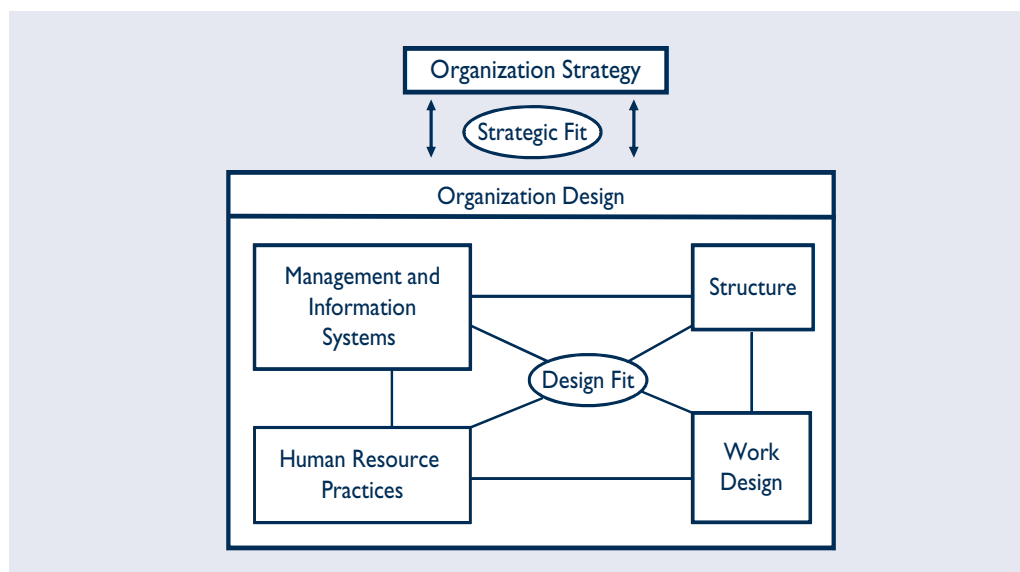 Organization Strategy
Strategic Fit
Organization Design
Management and
Information
Systems
Structure
Design Fit
Human Resource
Practices
Work
Design